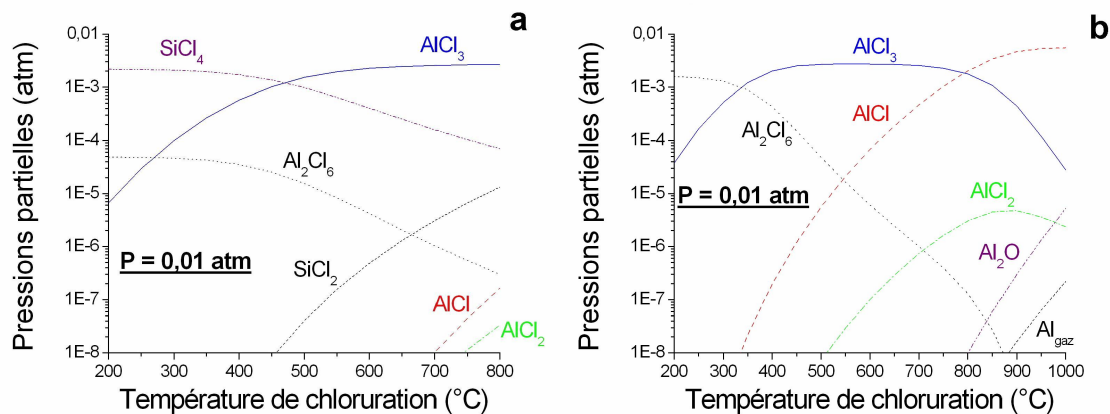 a
Pressions partielles (atm)
0,01
1E-3
1E-4
1E-5
1E-6
1E-7
1E-8
SiCl₄
AlCl₃
Al₂Cl₆
P = 0,01 atm
SiCl₂
AlCl
AlCl₂
200 300 400 500 600 700 800
Température de chloruration (°C)
b
Pressions partielles (atm)
0,01
1E-3
1E-4
1E-5
1E-6
1E-7
1E-8
AlCl₃
AlCl
Al₂Cl₆
P = 0,01 atm
AlCl₂
Al₂O
Al gaz
200 300 400 500 600 700 800 900 1000
Température de chloruration (°C)